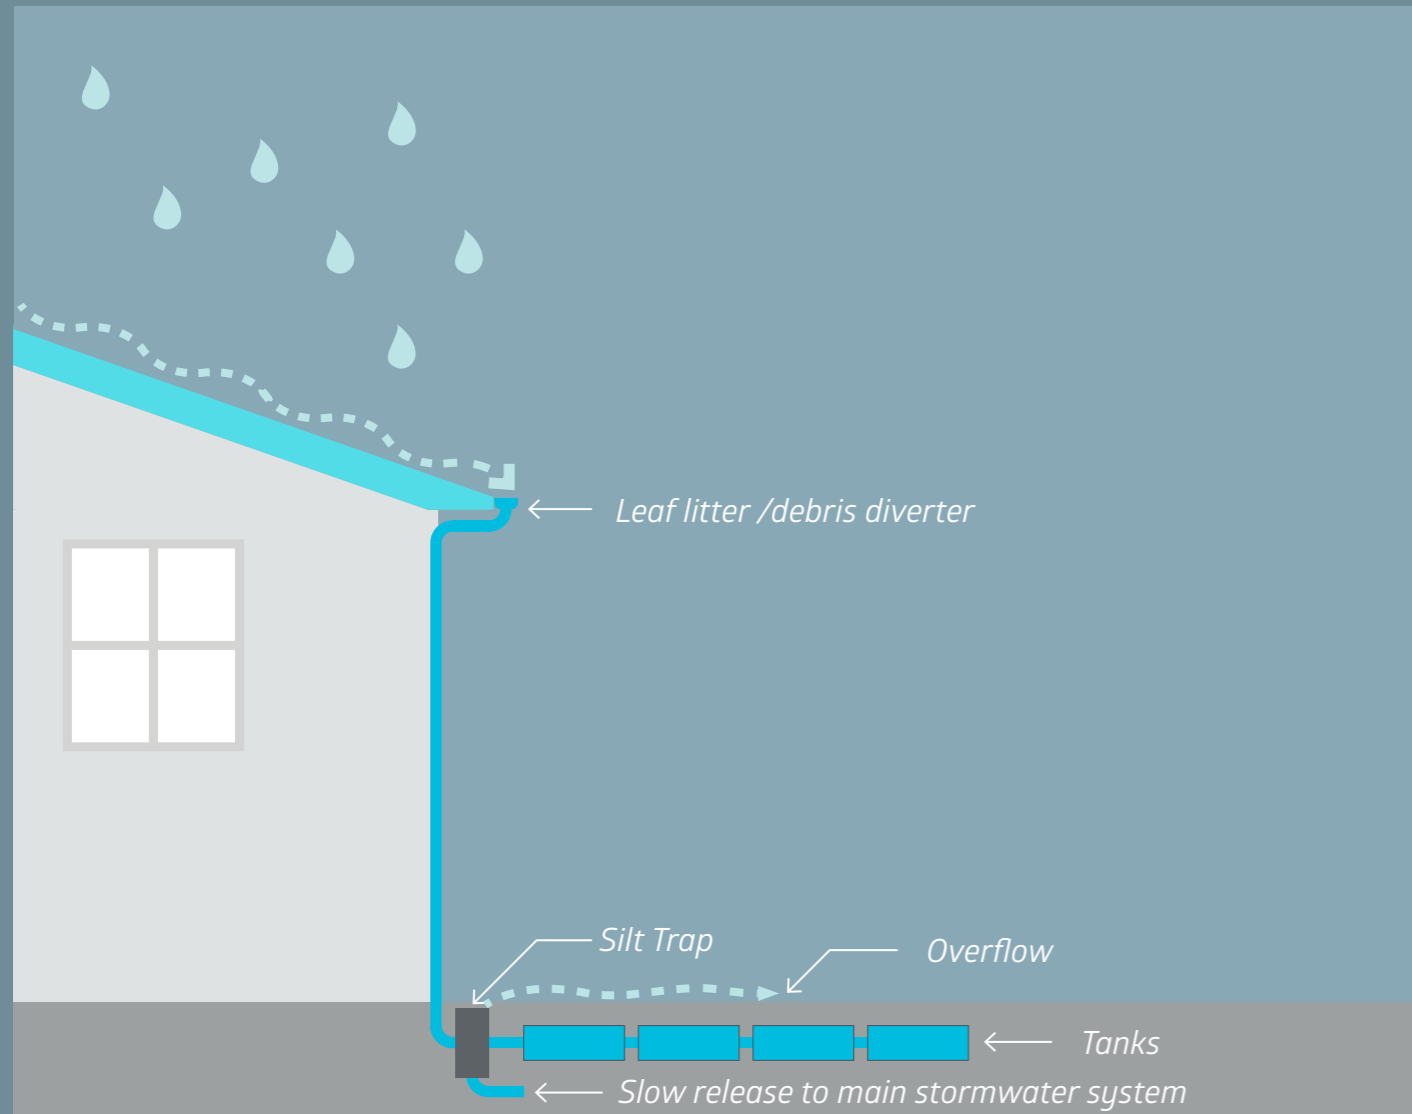 Leaf litter /debris diverter
Silt Trap
Overflow
Tanks
Slow release to main stormwater system